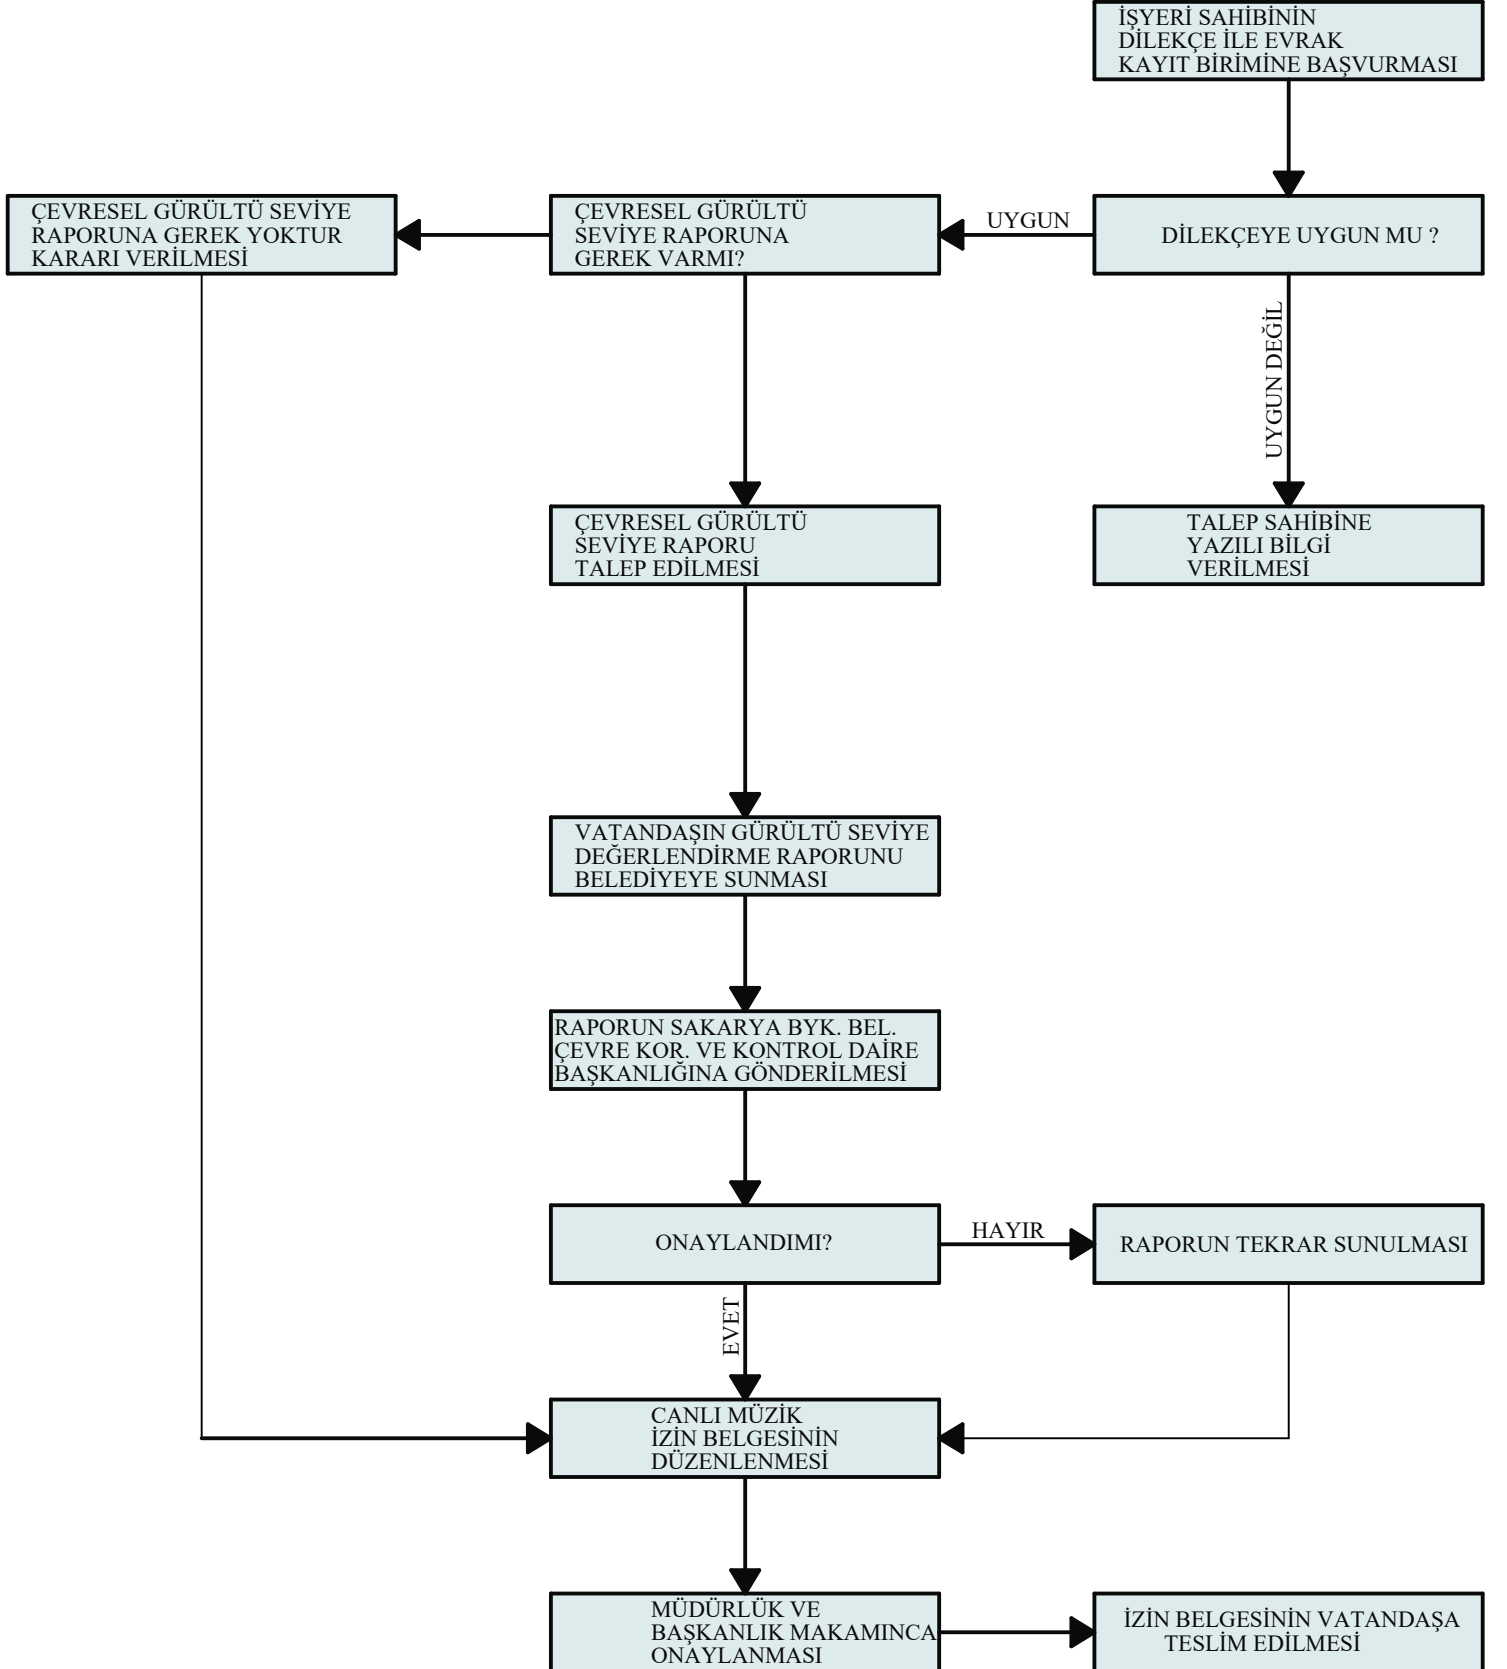 İŞYERİ SAHİBİNİN
DİLEKÇE İLE EVRAK
KAYIT BİRİMİNE BAŞVURMASI
ÇEVRESEL GÜRÜLTÜ SEVİYE
RAPORUNA GEREK YOKTUR
KARARI VERİLMESİ
ÇEVRESEL GÜRÜLTÜ
SEVİYE RAPORUNA
GEREK VARMI?
UYGUN
DİLEKÇEYE UYGUN MU ?
UYGUN DEĞİL
ÇEVRESEL GÜRÜLTÜ
SEVİYE RAPORU
TALEP EDİLMESİ
TALEP SAHİBİNE
YAZILI BİLGİ
VERİLMESİ
VATANDAŞIN GÜRÜLTÜ SEVİYE
DEĞERLENDİRME RAPORUNU
BELEDİYEYE SUNMASI
RAPORUN SAKARYA BYK. BEL.
ÇEVRE KOR. VE KONTROL DAİRE
BAŞKANLIĞINA GÖNDERİLMESİ
ONAYLANDIMI?
HAYIR
RAPORUN TEKRAR SUNULMASI
EVET
CANLI MÜZİK
İZİN BELGESİNİN
DÜZENLENMESİ
MÜDÜRLÜK VE
BAŞKANLIK MAKAMINCA
ONAYLANMASI
İZİN BELGESİNİN VATANDAŞA
TESLİM EDİLMESİ